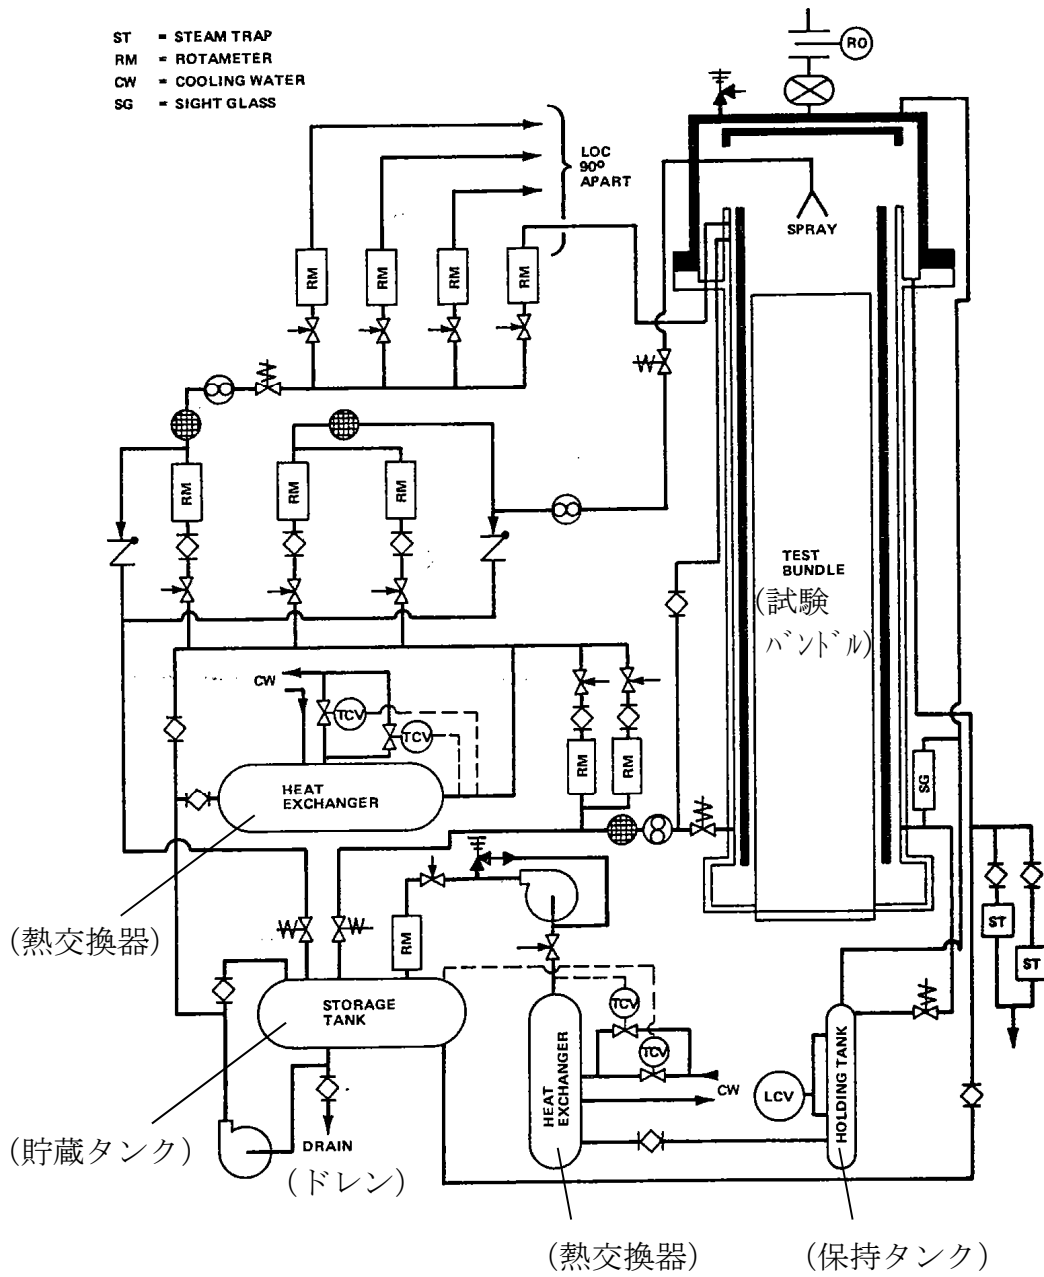 ST = STEAM TRAP
RM = ROTAMETER
CW = COOLING WATER
SG = SIGHT GLASS
RO
LOC
90°
APART
SPRAY
RM
RM
RM
RM
RM
RM
RM
TEST
BUNDLE
(試験
ﾊﾞﾝﾄﾞﾙ)
CW
TCV
TCV
HEAT
EXCHANGER
RM
RM
SG
(熱交換器)
RM
ST
ST
STORAGE
TANK
TCV
TCV
HEAT
EXCHANGER
CW
LCV
HOLDING TANK
DRAIN
(貯蔵タンク)
(ドレン)
(熱交換器)
(保持タンク)